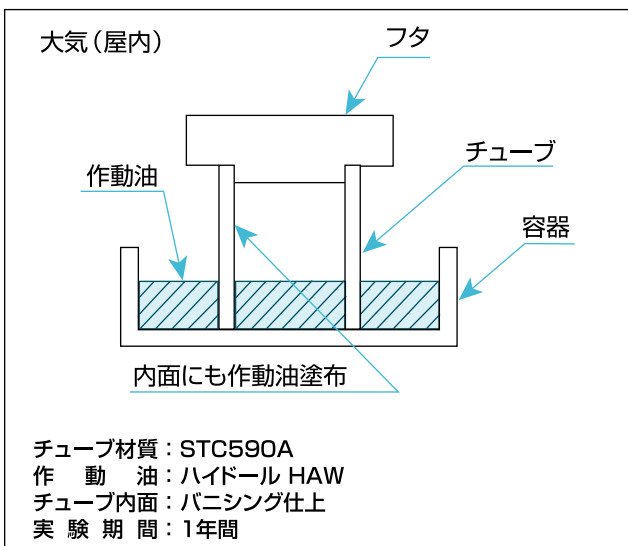 大気（屋内）
フタ
チューブ
作動油
容器
内面にも作動油塗布
チューブ材質：STC590A
作動油：ハイドール HAW
チューブ内面：バニシング仕上
実験期間：1年間